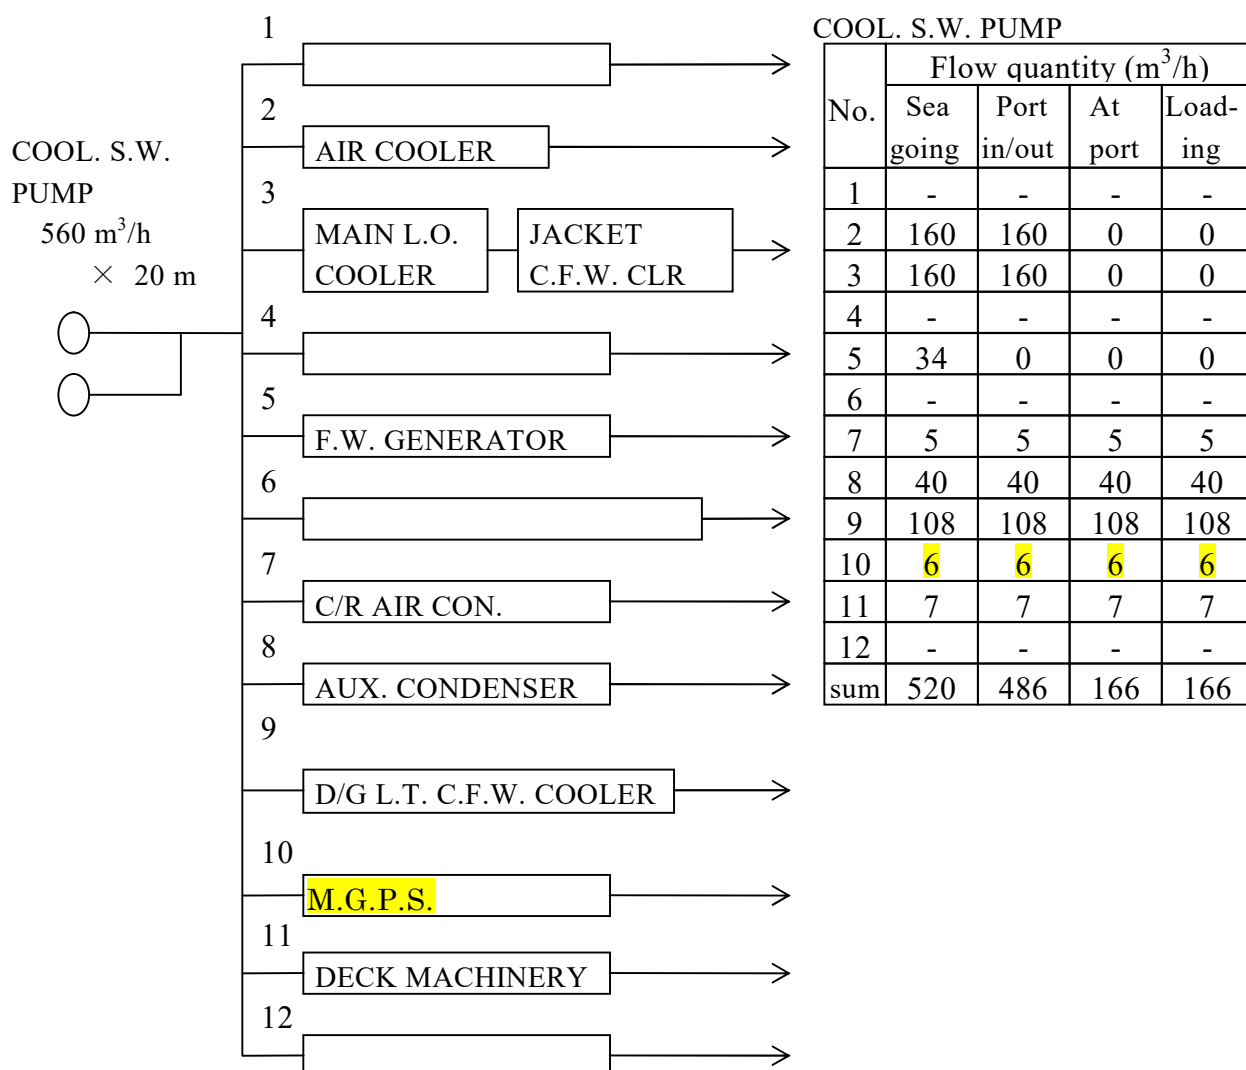 1
2
AIR COOLER
COOL. S.W.
PUMP
560 m³/h
× 20 m
3
MAIN L.O.
COOLER
JACKET
C.F.W. CLR
4
5
F.W. GENERATOR
6
7
C/R AIR CON.
8
AUX. CONDENSER
9
D/G L.T. C.F.W. COOLER
10
M.G.P.S.
11
DECK MACHINERY
12
COOL. S.W. PUMP
No. Flow quantity (m³/h)
Sea going Port in/out At port Load-ing
1 - - - -
2 160 160 0 0
3 160 160 0 0
4 - - - -
5 34 0 0 0
6 - - - -
7 5 5 5 5
8 40 40 40 40
9 108 108 108 108
10 6 6 6 6
11 7 7 7 7
12 - - - -
sum 520 486 166 166